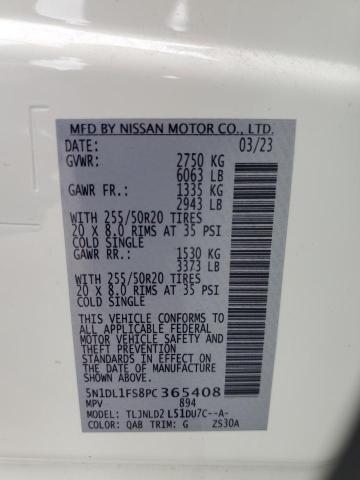 MFD BY NISSAN MOTOR CO., LTD.
DATE: 03/23
GVWR: 2750 KG
6063 LB
GAWR FR.: 1335 KG
2943 LB
WITH 255/50R20 TIRES
20 X 8.0 RIMS AT 35 PSI
COLD SINGLE
GAWR RR.: 1530 KG
3373 LB
WITH 255/50R20 TIRES
20 X 8.0 RIMS AT 35 PSI
COLD SINGLE
THIS VEHICLE CONFORMS TO
ALL APPLICABLE FEDERAL
MOTOR VEHICLE SAFETY
AND THEFT PREVENTION
STANDARDS IN EFFECT ON
THE DATE OF MANUFACTURE
SHOWN ABOVE.
5N1DL1FS8PC365408
MPV 894
MODEL: TLJNLD2 L51DU7C--A-
COLOR: QAB TRIM: G ZS30A